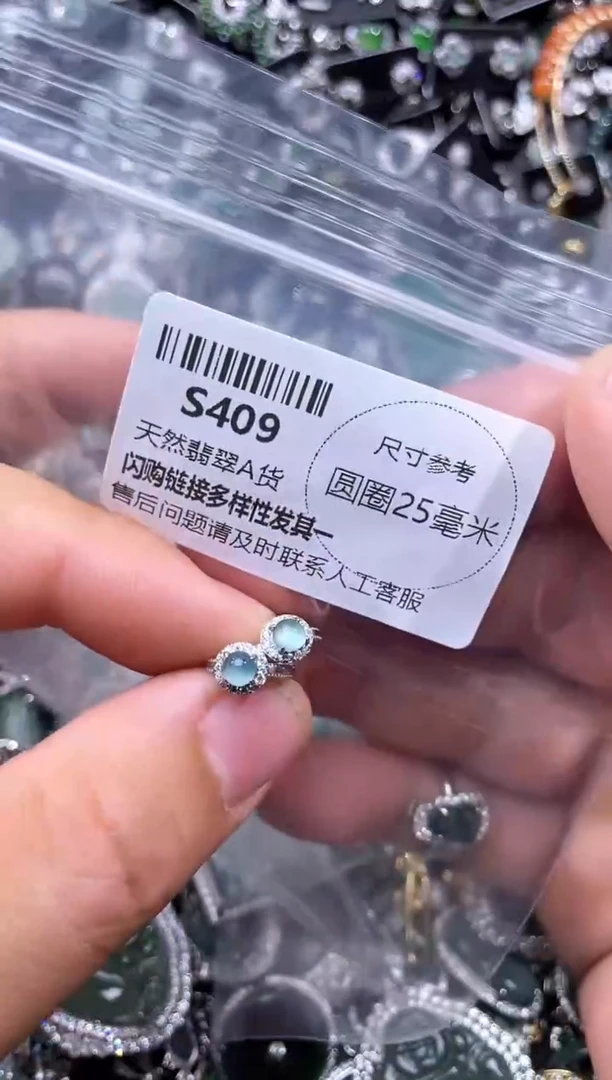 S409
天然翡翠A货
闪购链接多样性发其一
售后问题请及时联系人工客服
尺寸参考
圆圈25毫米